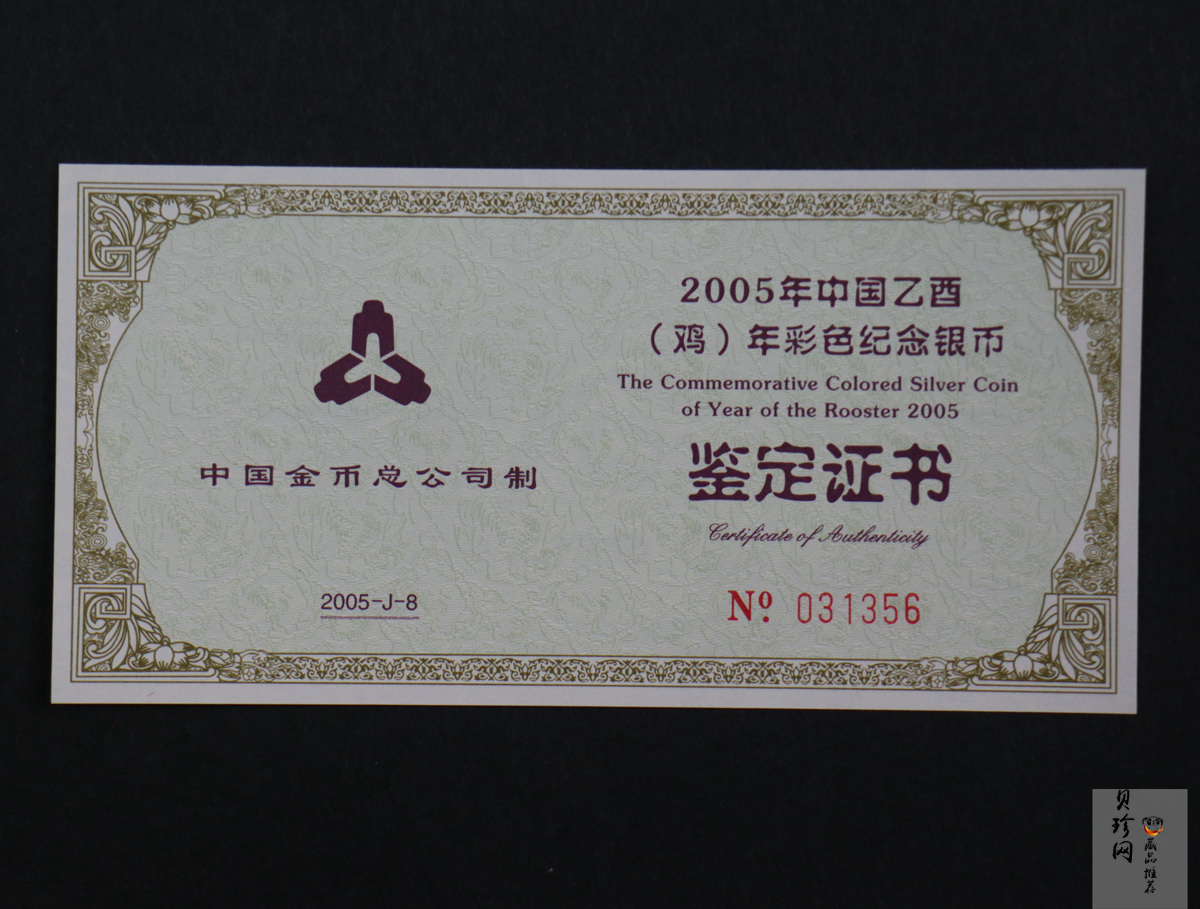 中国金币总公司制
2005-J-8
2005年中国乙酉
（鸡）年彩色纪念银币
The Commemorative Colored Silver Coin
of Year of the Rooster 2005
鉴定证书
Certificate of Authenticity
Nº. 031356
贝珍网
藏品推荐